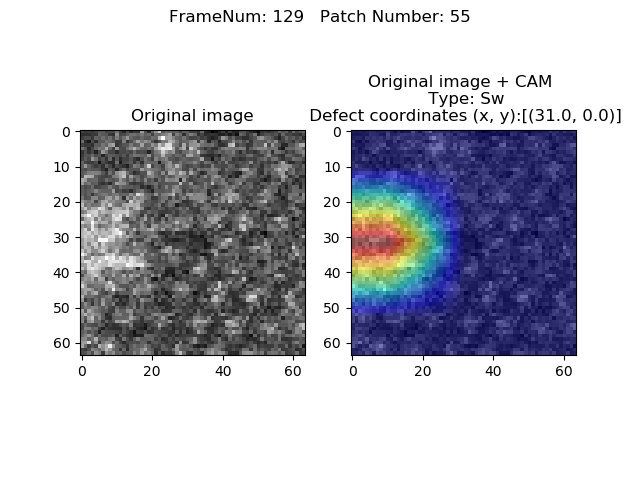 FrameNum: 129   Patch Number: 55
Original image
Original image + CAM
Type: Sw
Defect coordinates (x, y):[(31.0, 0.0)]
0
10
20
30
40
50
60
0 20 40 60
0
10
20
30
40
50
60
0 20 40 60